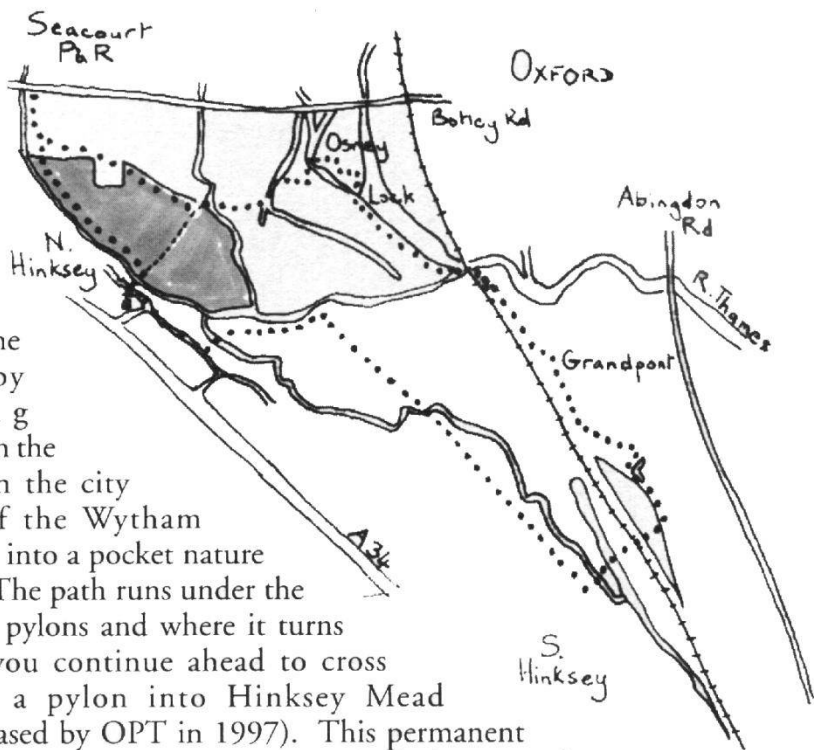 Seacourt
P&R
OXFORD
Botley Rd
Osney
Lock
Abingdon
Rd
N.
Hinksey
R. Thames
Grandpont
A34
S.
Hinksey
he
by
g
the
n the city
f the Wytham
into a pocket nature
The path runs under the
pylons and where it turns
you continue ahead to cross
a pylon into Hinksey Mead
ased by OPT in 1997). This permanent